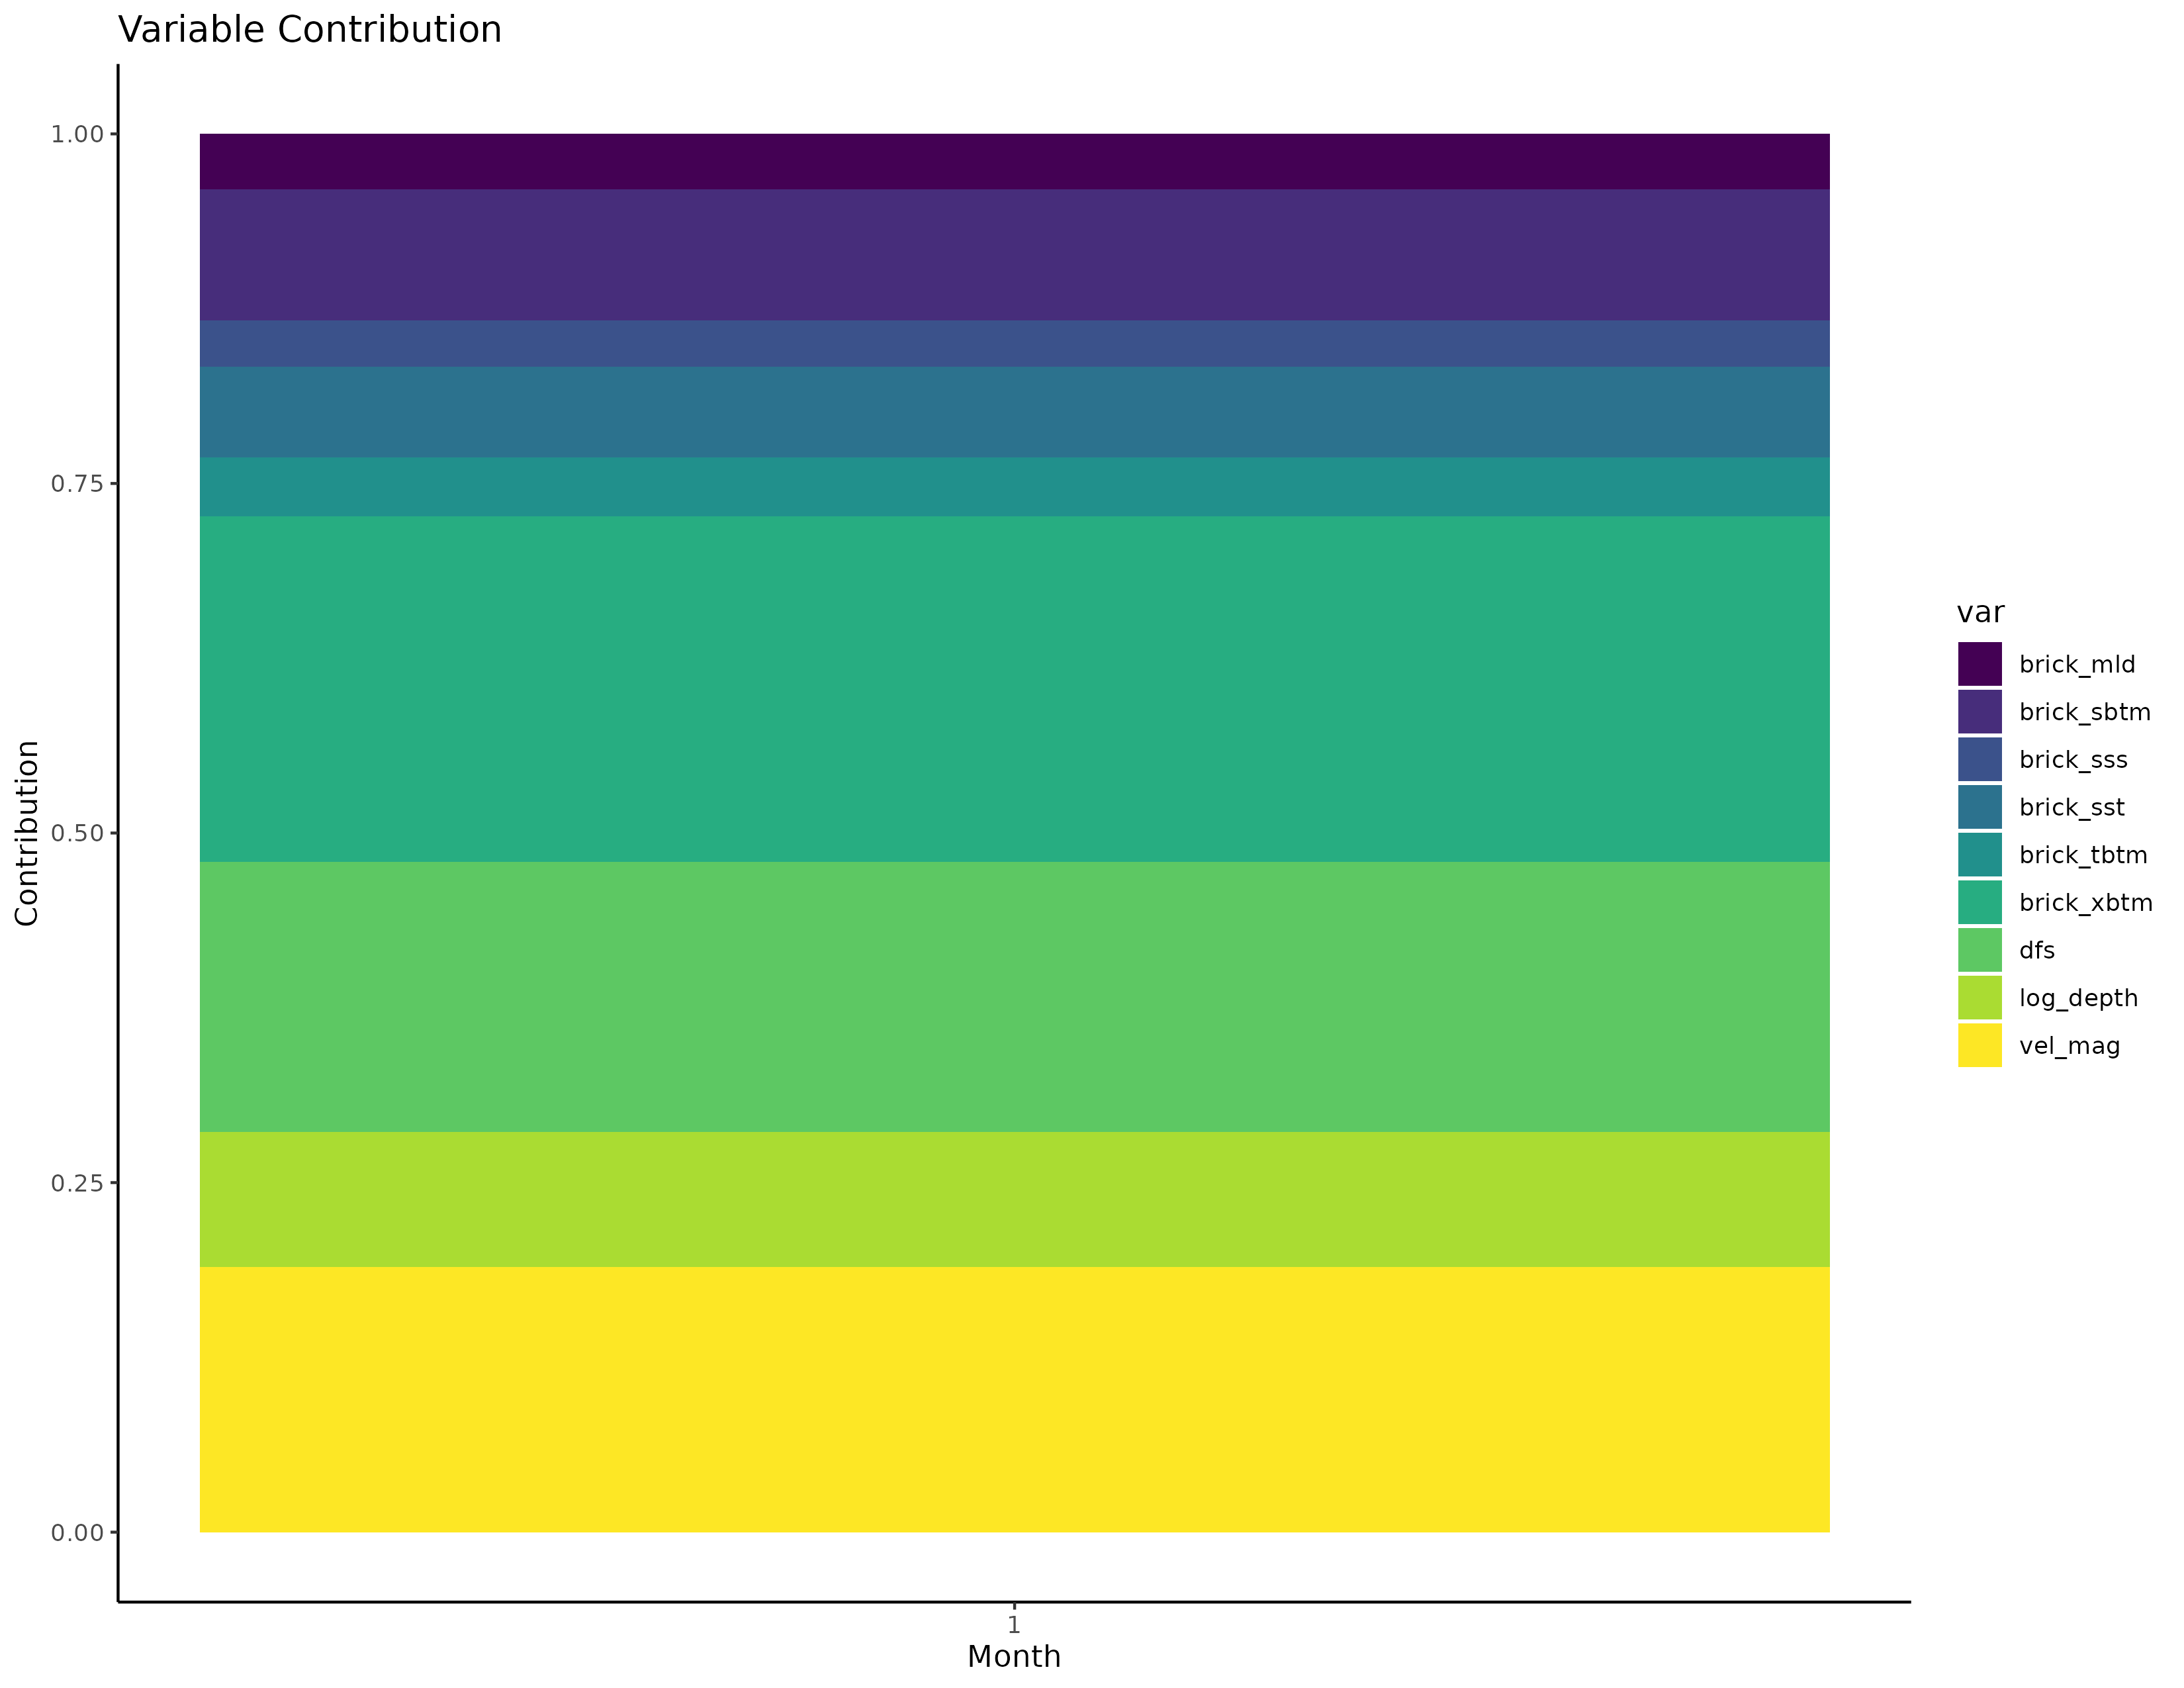 Variable Contribution
1.00
0.75
0.50
0.25
0.00
Contribution
1
Month
var
brick_mld
brick_sbtm
brick_sss
brick_sst
brick_tbtm
brick_xbtm
dfs
log_depth
vel_mag